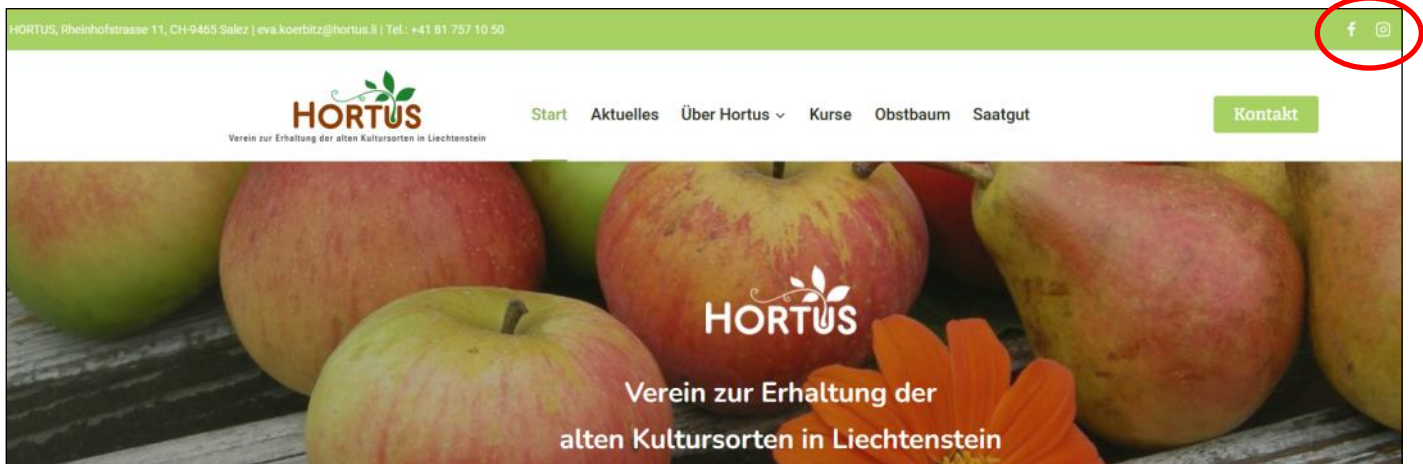 HORTUS, Rheinhofstrasse 11, CH-9465 Salez | eva.koerbitz@hortus.li | Tel.: +41 81 757 10 50
HORTUS
Verein zur Erhaltung der alten Kultursorten in Liechtenstein
Start Aktuelles Über Hortus Kurse Obstbaum Saatgut
Kontakt
HORTUS
Verein zur Erhaltung der
alten Kultursorten in Liechtenstein